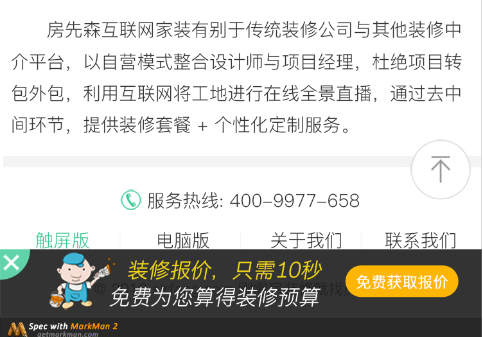 房先森互联网家装有别于传统装修公司与其他装修中
介平台，以自营模式整合设计师与项目经理，杜绝项目转
包外包，利用互联网将工地进行在线全景直播，通过去中
间环节，提供装修套餐 + 个性化定制服务。
服务热线: 400-9977-658
触屏版 电脑版 关于我们 联系我们
装修报价，只需10秒
免费为您算得装修预算
免费获取报价
Spec with MarkMan 2
getmarkman.com